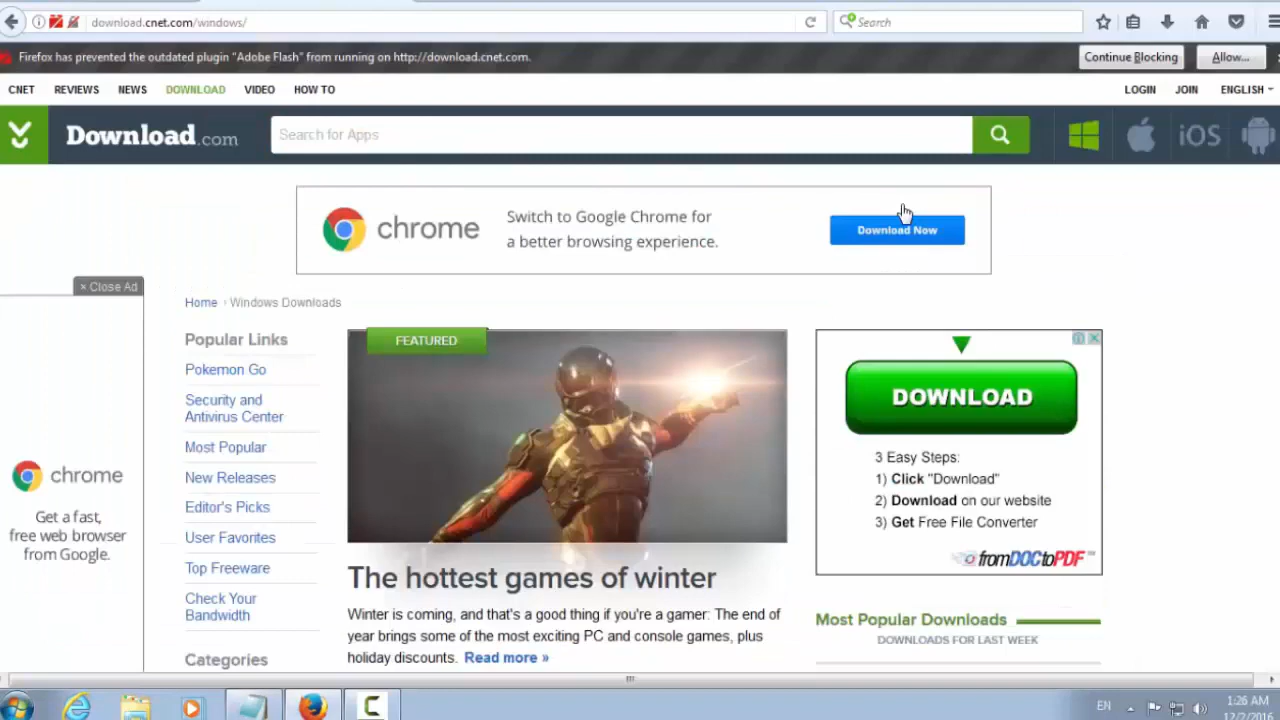 download.cnet.com/windows/
Search
Firefox has prevented the outdated plugin "Adobe Flash" from running on http://download.cnet.com.
Continue Blocking
Allow...
CNET REVIEWS NEWS DOWNLOAD VIDEO HOW TO
LOGIN JOIN ENGLISH
Download.com
Search for Apps
iOS
chrome
Switch to Google Chrome for
a better browsing experience.
Download Now
× Close Ad
chrome
Get a fast,
free web browser
from Google.
Home › Windows Downloads
Popular Links
Pokemon Go
Security and
Antivirus Center
Most Popular
New Releases
Editor's Picks
User Favorites
Top Freeware
Check Your
Bandwidth
Categories
FEATURED
The hottest games of winter
Winter is coming, and that's a good thing if you're a gamer: The end of
year brings some of the most exciting PC and console games, plus
holiday discounts. Read more »
DOWNLOAD
3 Easy Steps:
1) Click "Download"
2) Download on our website
3) Get Free File Converter
fromDOCtoPDF™
Most Popular Downloads
DOWNLOADS FOR LAST WEEK
EN
1:26 AM
12/2/2016